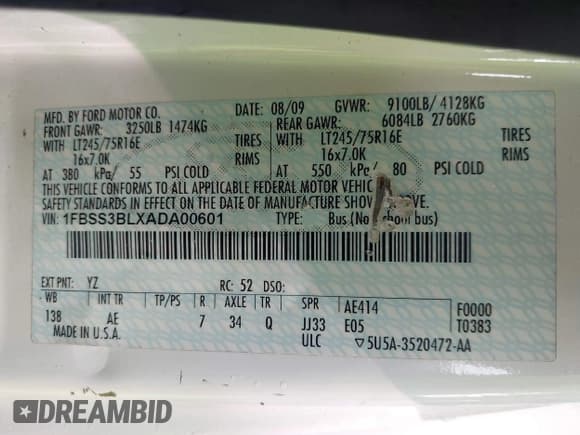 MFD. BY FORD MOTOR CO. DATE: 08/09 GVWR: 9100LB/ 4128KG
FRONT GAWR: 3250LB 1474KG REAR GAWR: 6084LB 2760KG
WITH LT245/75R16E TIRES WITH LT245/75R16E TIRES
16x7.0K RIMS 16x7.0K RIMS
AT 380 kPa/ 55 PSI COLD AT 550 kPa/ 80 PSI COLD
THIS VEHICLE CONFORMS TO ALL APPLICABLE FEDERAL MOTOR VEHIC
SAFETY STANDARDS IN EFFECT ON THE DATE OF MANUFACTURE SHOWN ABOVE.
VIN: 1FBSS3BLXADA00601 TYPE: Bus (No school bus)
EXT PNT: YZ RC: 52 DSO:
WB INT TR TP/PS R AXLE TR SPR AE414 F0000
138 AE 7 34 Q JJ33 E05 T0383
MADE IN U.S.A. ULC ▽5U5A-3520472-AA
DREAMBID